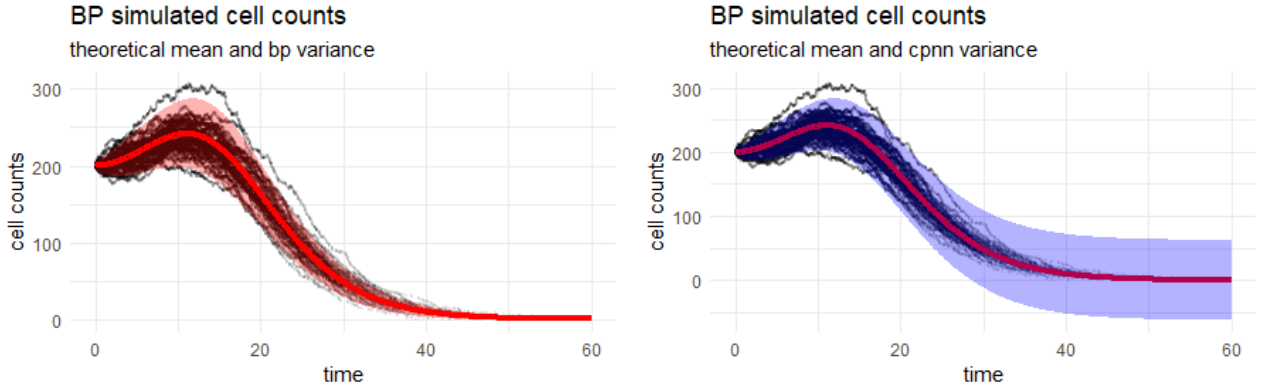 BP simulated cell counts
theoretical mean and bp variance
300
200
100
0
cell counts
0 20 40 60
time
BP simulated cell counts
theoretical mean and cpnn variance
300
200
100
0
cell counts
0 20 40 60
time